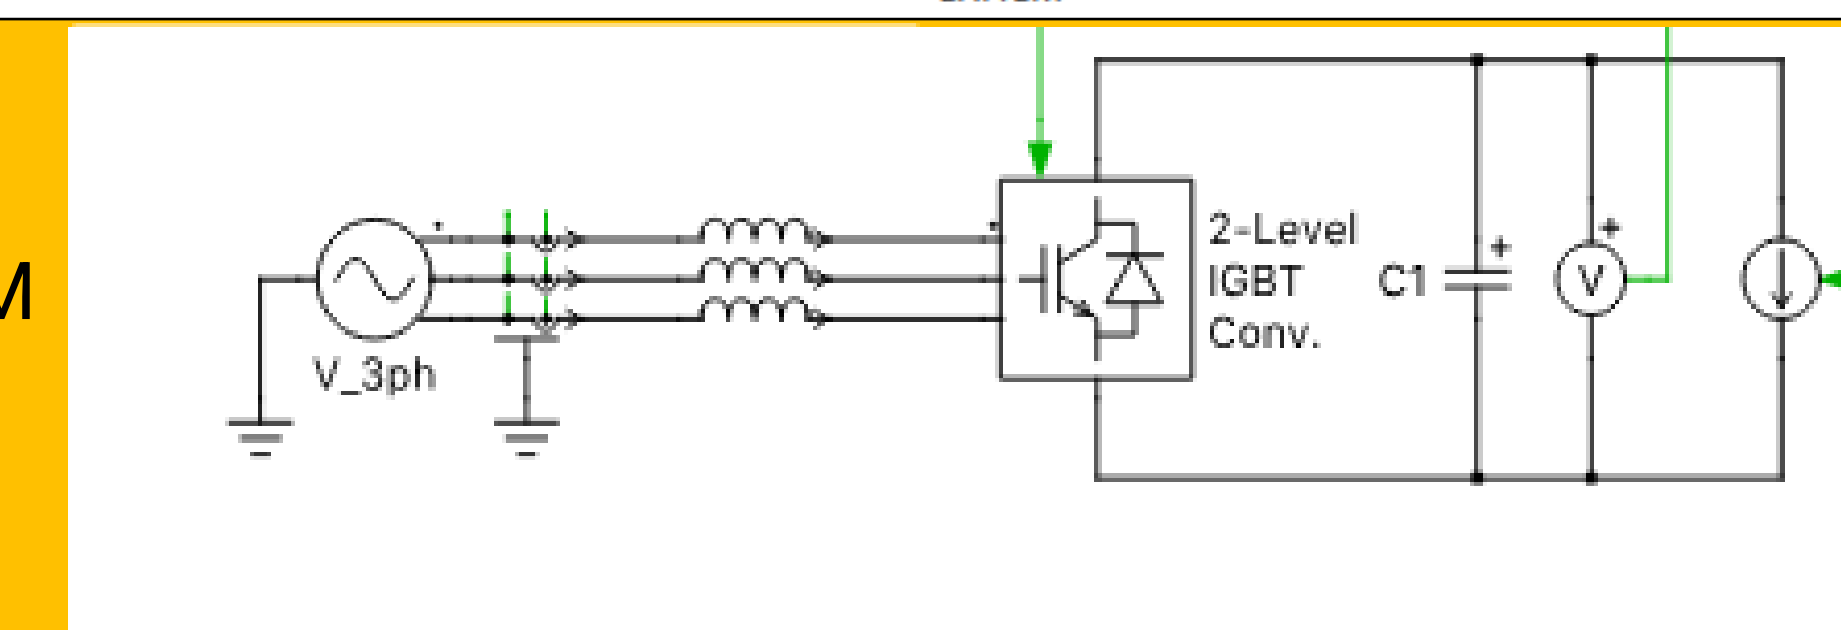 M
2-Level
IGBT
Conv.
C1
+
+
V
V_3ph